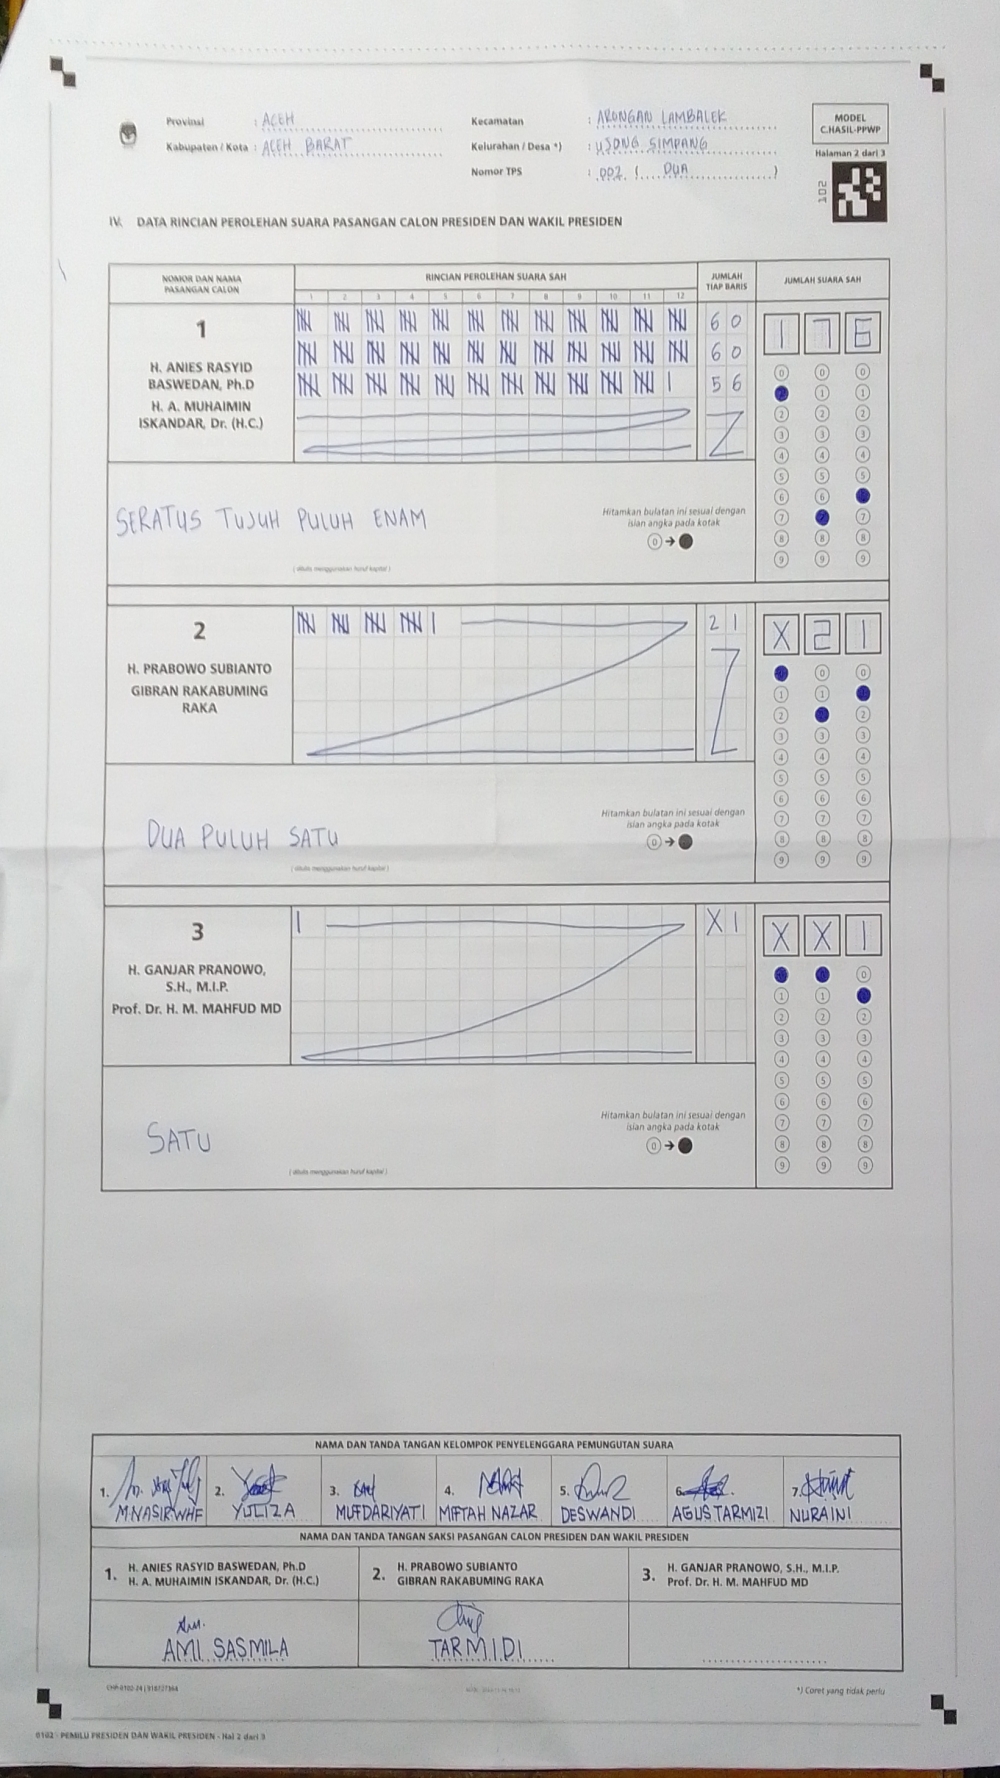 Provinsi : ACEH
Kabupaten / Kota : ACEH BARAT
Kecamatan : ARONGAN LAMBALEK
Kelurahan / Desa *) : UJONG SIMPANG
Nomor TPS : 002 (....DUA..............)
MODEL
C.HASIL-PPWP
Halaman 2 dari 3
102
IV. DATA RINCIAN PEROLEHAN SUARA PASANGAN CALON PRESIDEN DAN WAKIL PRESIDEN
NOMOR DAN NAMA
PASANGAN CALON
RINCIAN PEROLEHAN SUARA SAH
1 2 3 4 5 6 7 8 9 10 11 12
JUMLAH
TIAP BARIS
JUMLAH SUARA SAH
1
H. ANIES RASYID
BASWEDAN, Ph.D
H. A. MUHAIMIN
ISKANDAR, Dr. (H.C.)
60
60
56
1 7 6
SERATUS TUJUH PULUH ENAM
Hitamkan bulatan ini sesuai dengan
isian angka pada kotak
( ditulis menggunakan huruf kapital )
2
H. PRABOWO SUBIANTO
GIBRAN RAKABUMING
RAKA
21
X 2 1
DUA PULUH SATU
Hitamkan bulatan ini sesuai dengan
isian angka pada kotak
( ditulis menggunakan huruf kapital )
3
H. GANJAR PRANOWO,
S.H., M.I.P.
Prof. Dr. H. M. MAHFUD MD
X1
X X 1
SATU
Hitamkan bulatan ini sesuai dengan
isian angka pada kotak
( ditulis menggunakan huruf kapital )
NAMA DAN TANDA TANGAN KELOMPOK PENYELENGGARA PEMUNGUTAN SUARA
1. M.NASIR WHF
2. YULIZA
3. MUFDARIYATI
4. MIFTAH NAZAR
5. DESWANDI
6. AGUS TARMIZI
7. NURAINI
NAMA DAN TANDA TANGAN SAKSI PASANGAN CALON PRESIDEN DAN WAKIL PRESIDEN
1. H. ANIES RASYID BASWEDAN, Ph.D
H. A. MUHAIMIN ISKANDAR, Dr. (H.C.)
2. H. PRABOWO SUBIANTO
GIBRAN RAKABUMING RAKA
3. H. GANJAR PRANOWO, S.H., M.I.P.
Prof. Dr. H. M. MAHFUD MD
AMI SASMILA
TARMIDI
*) Coret yang tidak perlu
0102 - PEMILU PRESIDEN DAN WAKIL PRESIDEN - Hal 2 dari 3